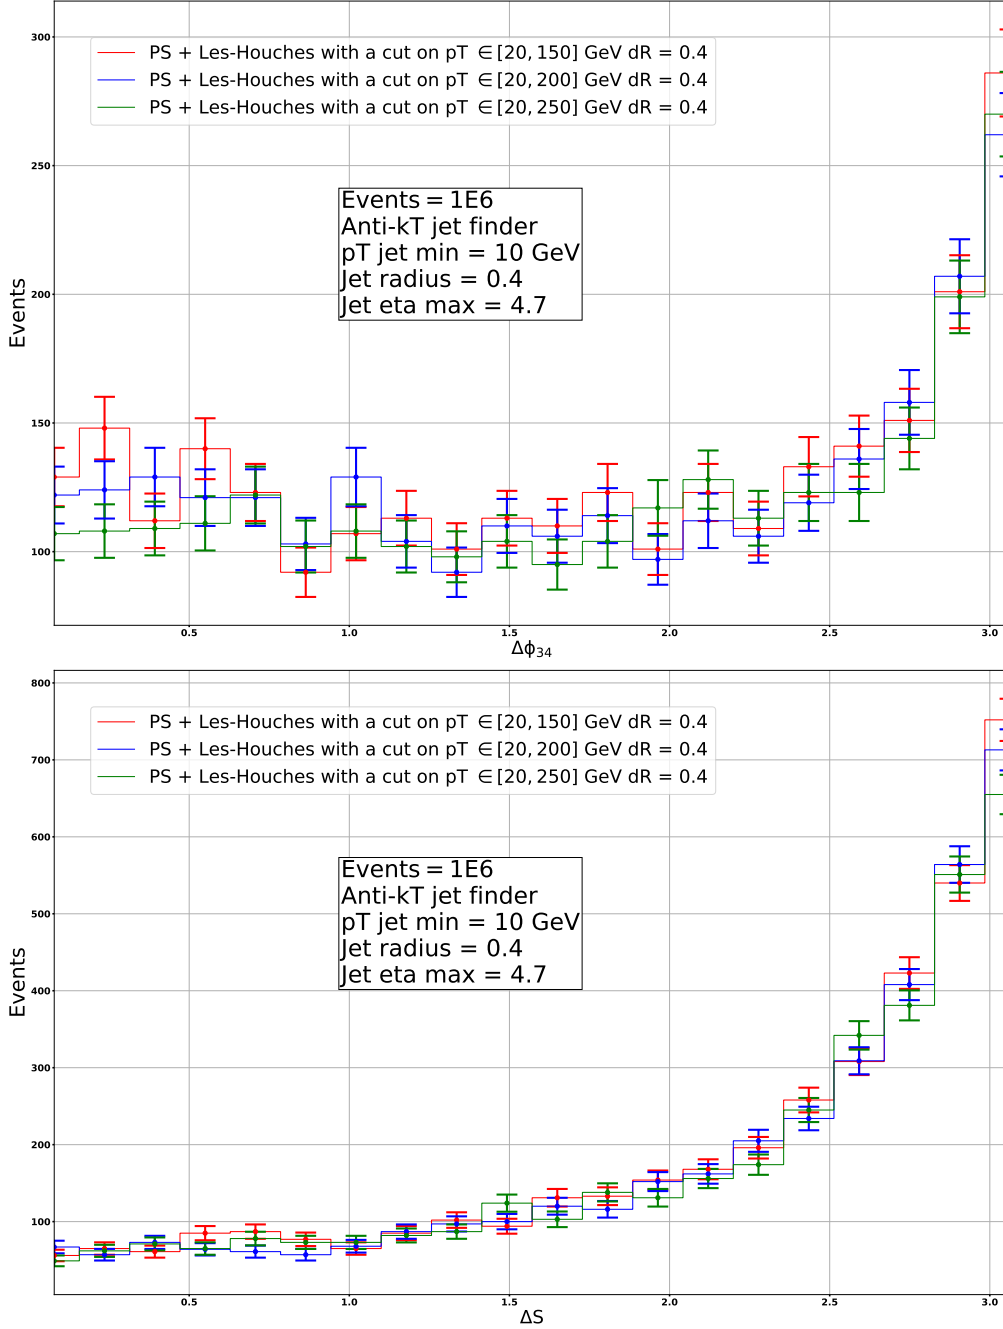 300
250
200
150
100
Events
PS + Les-Houches with a cut on pT ∈[20, 150] GeV dR = 0.4
PS + Les-Houches with a cut on pT ∈[20, 200] GeV dR = 0.4
PS + Les-Houches with a cut on pT ∈[20, 250] GeV dR = 0.4
Events = 1E6
Anti-kT jet finder
pT jet min = 10 GeV
Jet radius = 0.4
Jet eta max = 4.7
0.5 1.0 1.5 2.0 2.5 3.0
Δϕ₃₄
800
700
600
500
400
300
200
100
Events
PS + Les-Houches with a cut on pT ∈[20, 150] GeV dR = 0.4
PS + Les-Houches with a cut on pT ∈[20, 200] GeV dR = 0.4
PS + Les-Houches with a cut on pT ∈[20, 250] GeV dR = 0.4
Events = 1E6
Anti-kT jet finder
pT jet min = 10 GeV
Jet radius = 0.4
Jet eta max = 4.7
0.5 1.0 1.5 2.0 2.5 3.0
ΔS